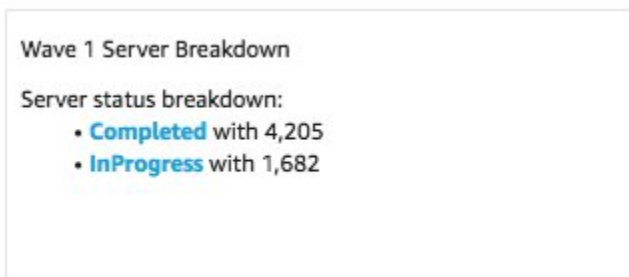 Wave 1 Server Breakdown
Server status breakdown:
• Completed with 4,205
• InProgress with 1,682